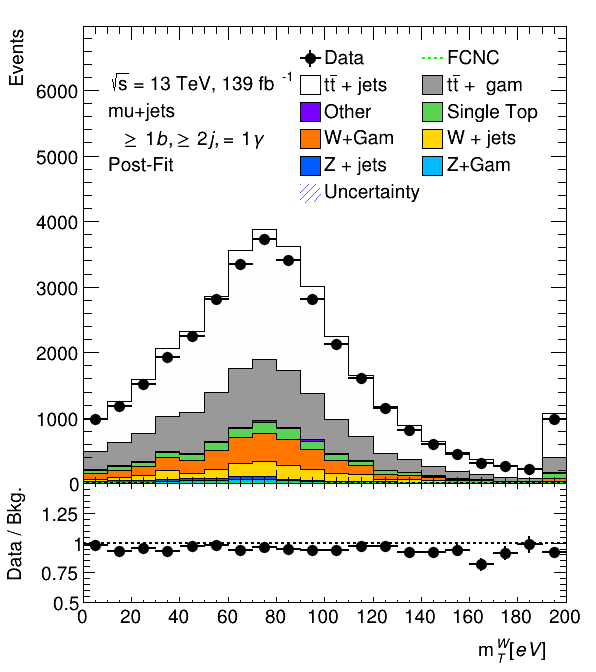 Events
6000
5000
4000
3000
2000
1000
0
√s = 13 TeV, 139 fb -1
mu+jets
≥ 1b, ≥ 2j, = 1γ
Post-Fit
Data
FCNC
tt̄ + jets
tt̄ + gam
Other
Single Top
W+Gam
W + jets
Z + jets
Z+Gam
Uncertainty
Data / Bkg.
1.25
1
0.75
0.5
0 20 40 60 80 100 120 140 160 180 200
m_T^W[eV]